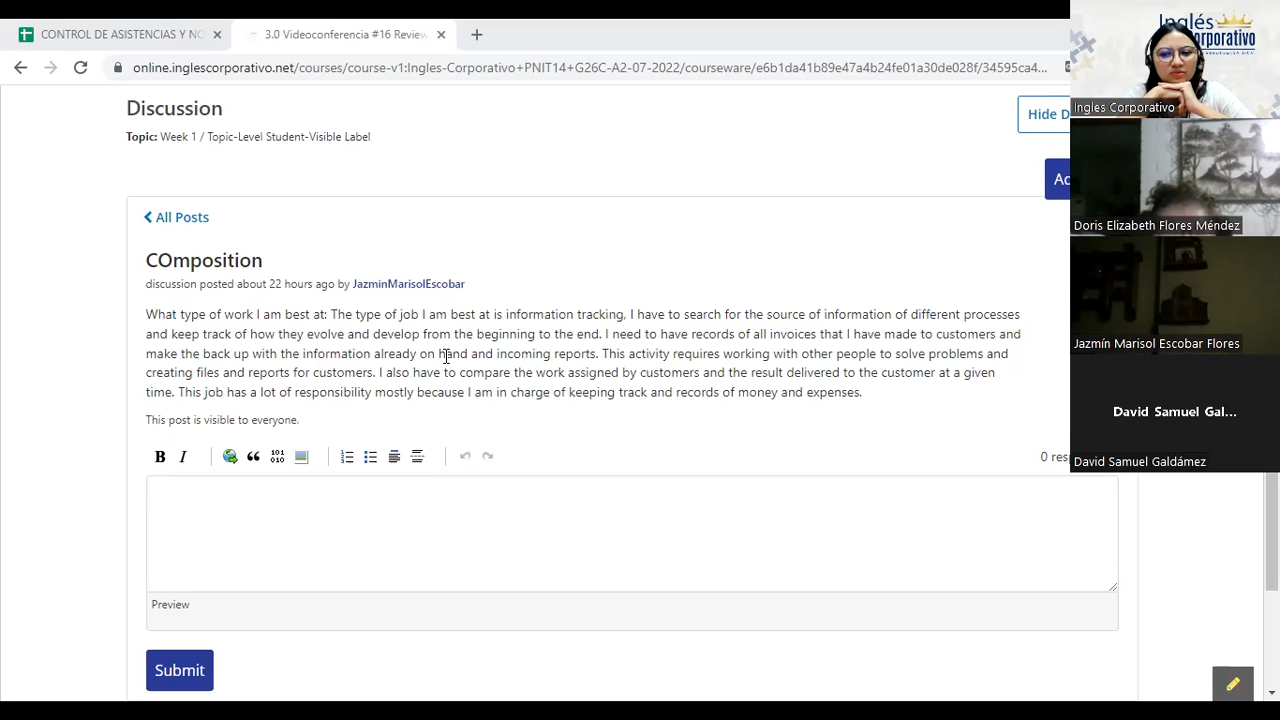 CONTROL DE ASISTENCIAS Y NO
3.0 Videoconferencia #16 Review
online.inglescorporativo.net/courses/course-v1:Ingles-Corporativo+PNIT14+G26C-A2-07-2022/courseware/e6b1da41b89e47a4b24fe01a30de028f/34595ca4...
Inglés
Corporativo
Ingles Corporativo
Discussion
Hide D
Topic: Week 1 / Topic-Level Student-Visible Label
Ac
Doris Elizabeth Flores Méndez
All Posts
COmposition
discussion posted about 22 hours ago by JazminMarisolEscobar
What type of work I am best at: The type of job I am best at is information tracking, I have to search for the source of information of different processes
and keep track of how they evolve and develop from the beginning to the end. I need to have records of all invoices that I have made to customers and
make the back up with the information already on hand and incoming reports. This activity requires working with other people to solve problems and
creating files and reports for customers. I also have to compare the work assigned by customers and the result delivered to the customer at a given
time. This job has a lot of responsibility mostly because I am in charge of keeping track and records of money and expenses.
Jazmín Marisol Escobar Flores
This post is visible to everyone.
David Samuel Gal...
David Samuel Galdámez
B I
101
010
0 resp
Preview
Submit